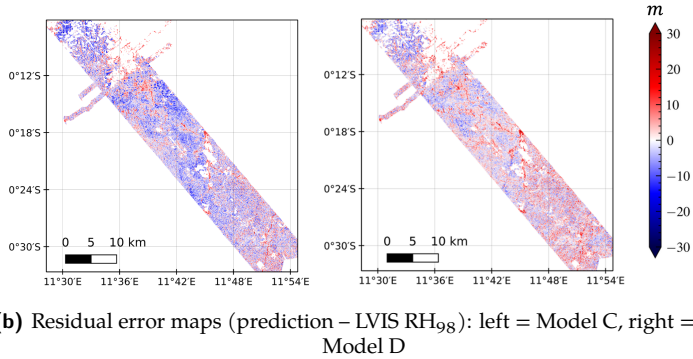 m
30
20
10
0
−10
−20
−30
0°12′S
0°18′S
0°24′S
0°30′S
0 5 10 km
11°30′E 11°36′E 11°42′E 11°48′E 11°54′E
0°12′S
0°18′S
0°24′S
0°30′S
0 5 10 km
11°30′E 11°36′E 11°42′E 11°48′E 11°54′E
b) Residual error maps (prediction – LVIS RH98): left = Model C, right =
Model D